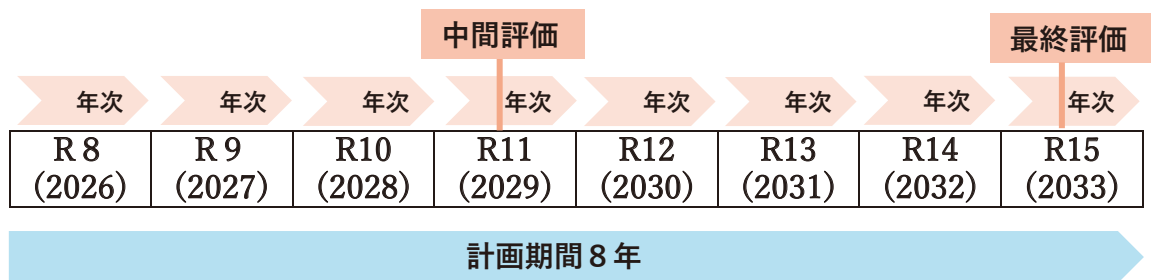 中間評価
最終評価
年次 年次 年次 年次 年次 年次 年次 年次
R８ R９ R10 R11 R12 R13 R14 R15
(2026) (2027) (2028) (2029) (2030) (2031) (2032) (2033)
計画期間８年